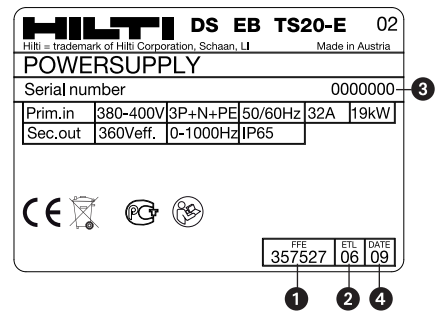 HILTI DS EB TS20-E 02
Hilti = trademark of Hilti Corporation, Schaan, LI Made in Austria
POWERSUPPLY
Serial number 0000000 3
Prim.in 380-400V 3P+N+PE 50/60Hz 32A 19kW
Sec.out 360Veff. 0-1000Hz IP65
CE PCT
FFE ETL DATE
357527 06 09
1 2 4